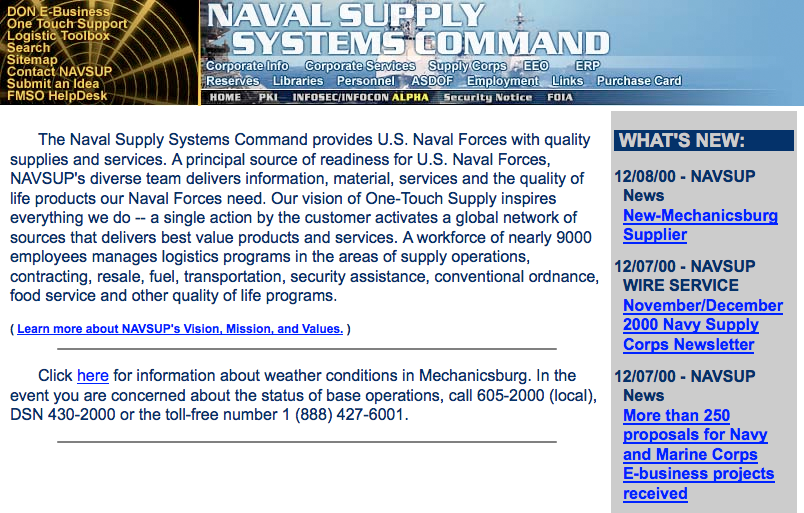 DON E-Business
One Touch Support
Logistic Toolbox
Search
Sitemap
Contact NAVSUP
Submit an Idea
FMSO HelpDesk
NAVAL SUPPLY
SYSTEMS COMMAND
Corporate Info Corporate Services Supply Corps EEO ERP
Reserves Libraries Personnel ASDOF Employment Links Purchase Card
HOME PKI INFOSEC/INFOCON ALPHA Security Notice FOIA
The Naval Supply Systems Command provides U.S. Naval Forces with quality
supplies and services. A principal source of readiness for U.S. Naval Forces,
NAVSUP's diverse team delivers information, material, services and the quality of
life products our Naval Forces need. Our vision of One-Touch Supply inspires
everything we do -- a single action by the customer activates a global network of
sources that delivers best value products and services. A workforce of nearly 9000
employees manages logistics programs in the areas of supply operations,
contracting, resale, fuel, transportation, security assistance, conventional ordnance,
food service and other quality of life programs.
( Learn more about NAVSUP's Vision, Mission, and Values. )
Click here for information about weather conditions in Mechanicsburg. In the
event you are concerned about the status of base operations, call 605-2000 (local),
DSN 430-2000 or the toll-free number 1 (888) 427-6001.
WHAT'S NEW:
12/08/00 - NAVSUP
News
New-Mechanicsburg
Supplier
12/07/00 - NAVSUP
WIRE SERVICE
November/December
2000 Navy Supply
Corps Newsletter
12/07/00 - NAVSUP
News
More than 250
proposals for Navy
and Marine Corps
E-business projects
received